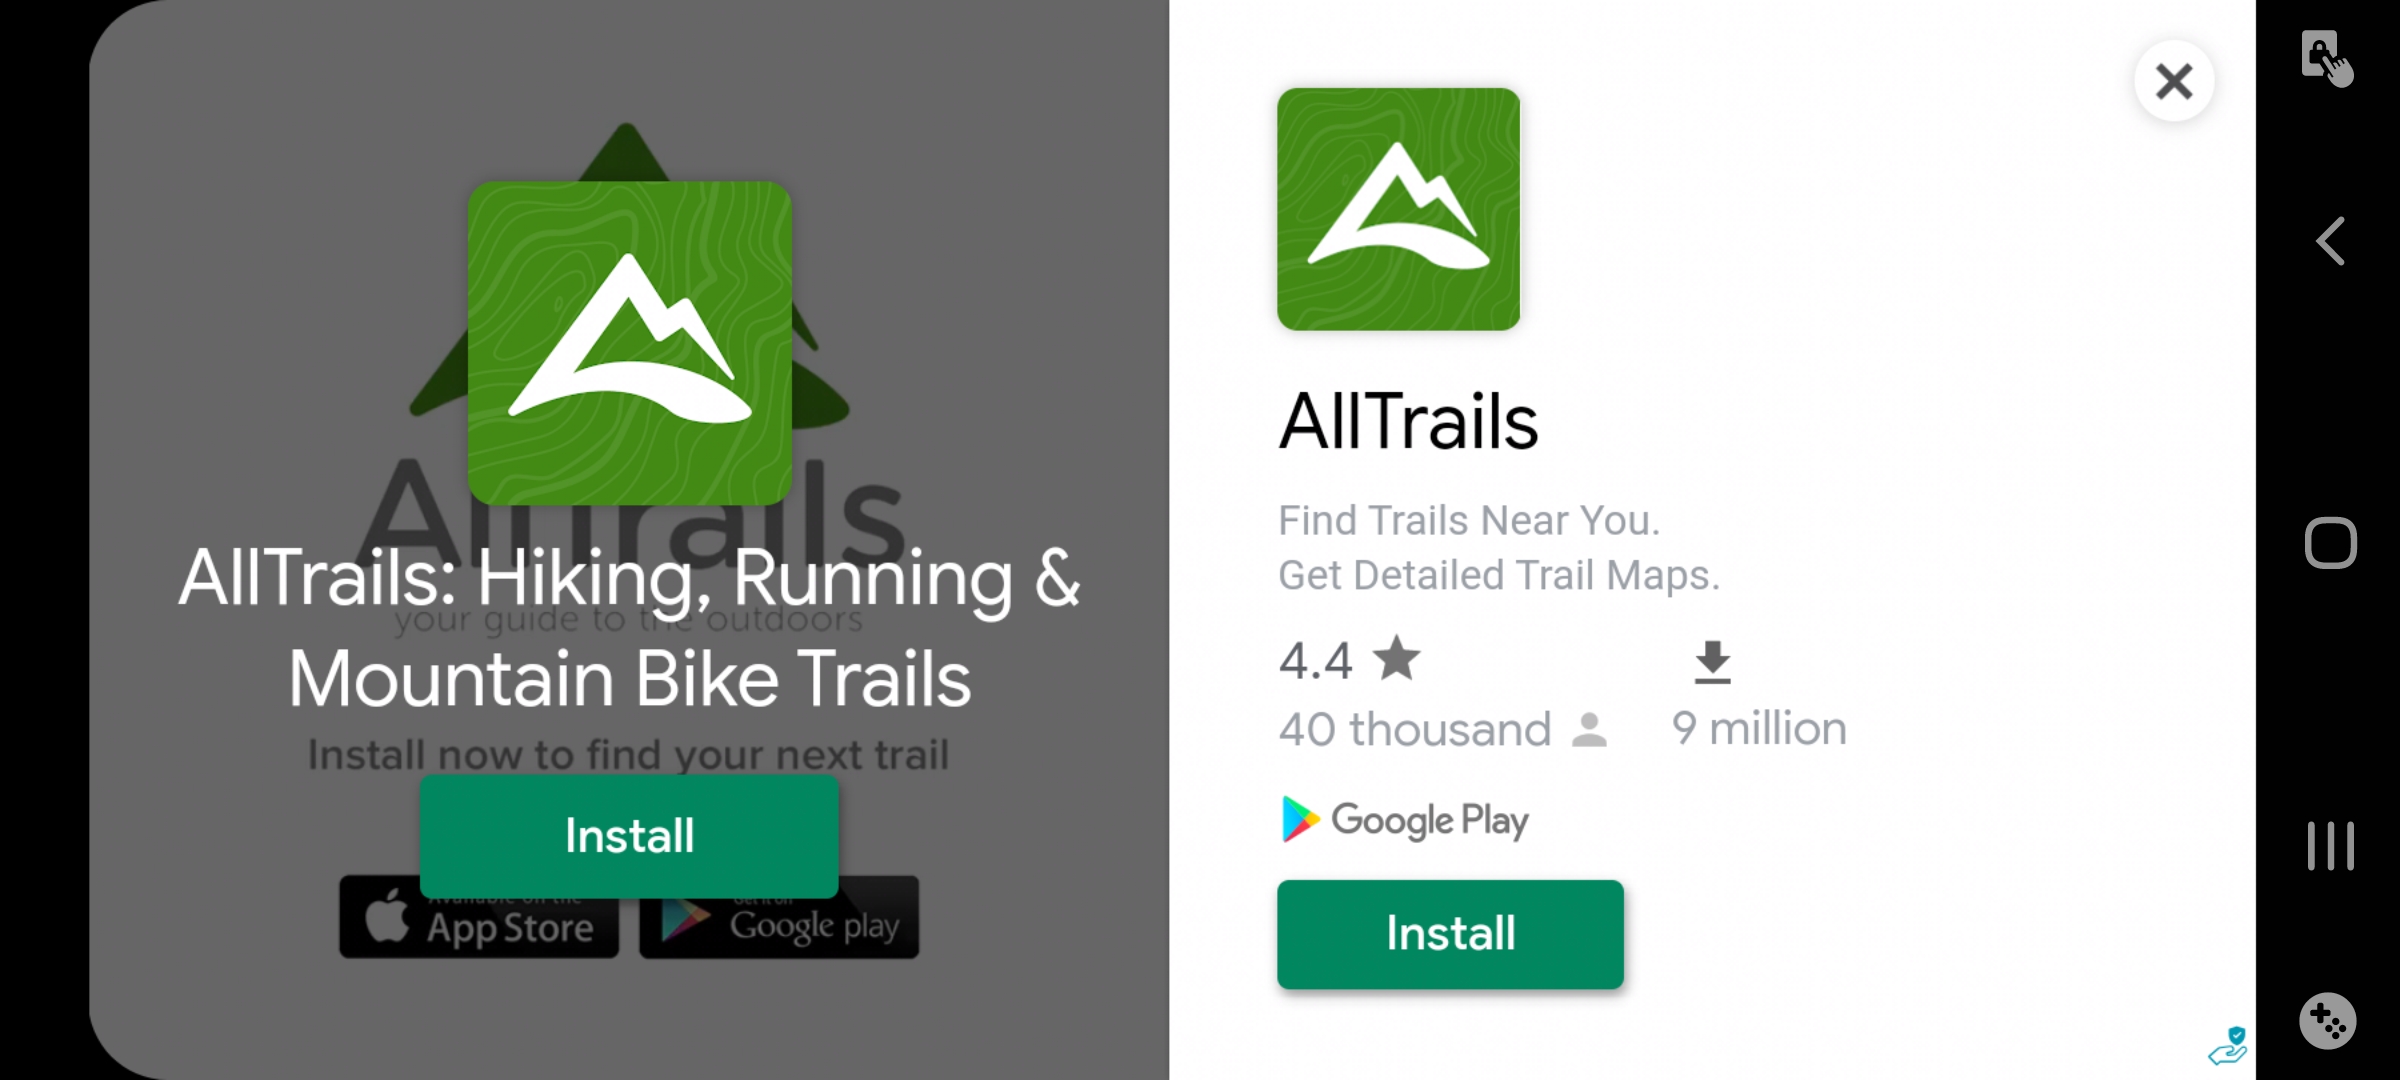 AllTrails
AllTrails: Hiking, Running &
your guide to the outdoors
Mountain Bike Trails
Install now to find your next trail
Install
App Store
Google play
AllTrails
Find Trails Near You.
Get Detailed Trail Maps.
4.4
40 thousand
9 million
Google Play
Install